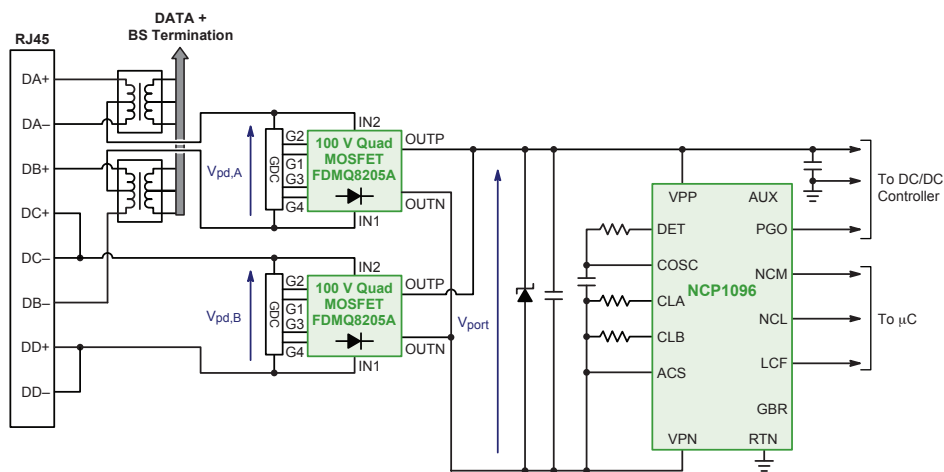 DATA +
BS Termination
RJ45
DA+
DA–
DB+
DC+
DC–
DB–
DD+
DD–
Vpd,A
GDC
G2
G1
G3
G4
IN2
100 V Quad
MOSFET
FDMQ8205A
IN1
OUTP
OUTN
Vpd,B
GDC
G2
G1
G3
G4
IN2
100 V Quad
MOSFET
FDMQ8205A
IN1
OUTP
OUTN
Vport
VPP
AUX
DET
PGO
COSC
NCM
NCP1096
CLA
NCL
CLB
LCF
ACS
GBR
VPN
RTN
To DC/DC
Controller
To μC